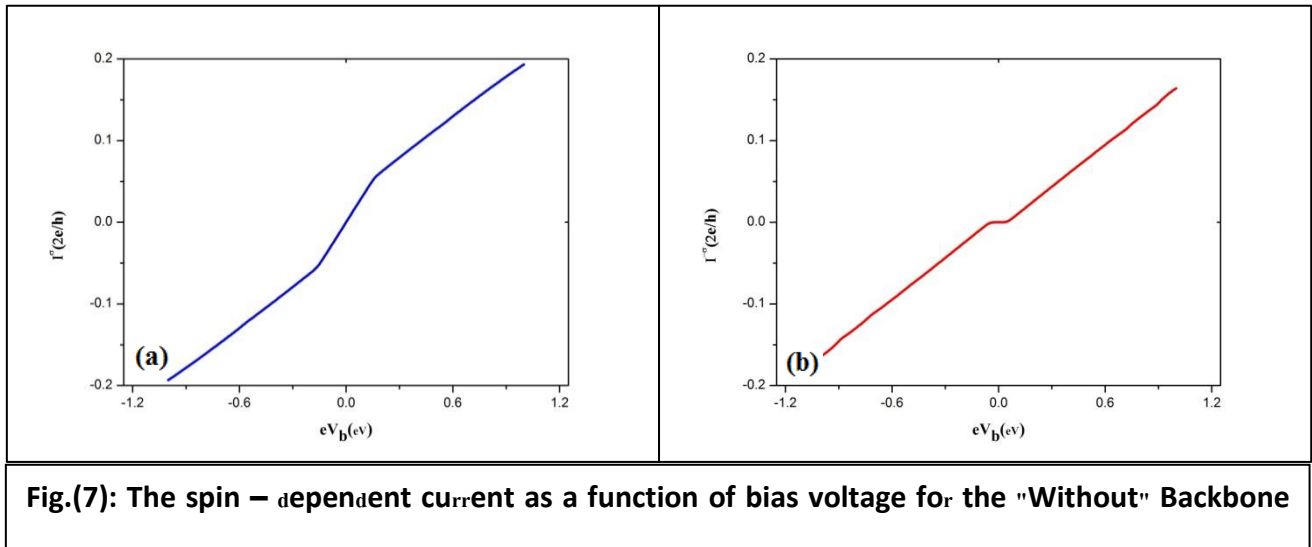 0.2
0.1
0.0
-0.1
-0.2
I^σ(2e/h)
(a)
-1.2 -0.6 0.0 0.6 1.2
eV_b(eV)
0.2
0.1
0.0
-0.1
-0.2
I^-σ(2e/h)
(b)
-1.2 -0.6 0.0 0.6 1.2
eV_b(eV)
Fig.(7): The spin – dependent current as a function of bias voltage for the "Without" Backbone